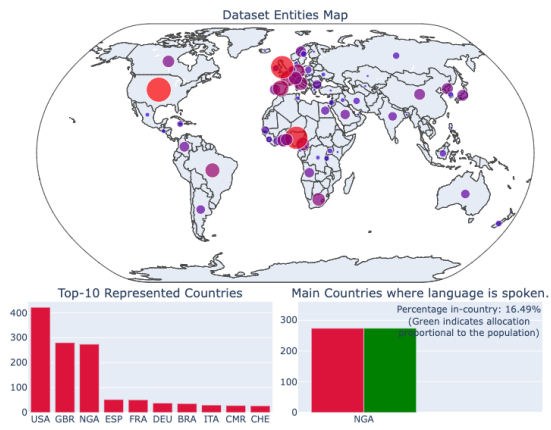 Dataset Entities Map
Top-10 Represented Countries
400
300
200
100
0
USA GBR NGA ESP FRA DEU BRA ITA CMR CHE
Main Countries where language is spoken.
Percentage in-country: 16.49%
(Green indicates allocation
proportional to the population)
300
200
100
0
NGA